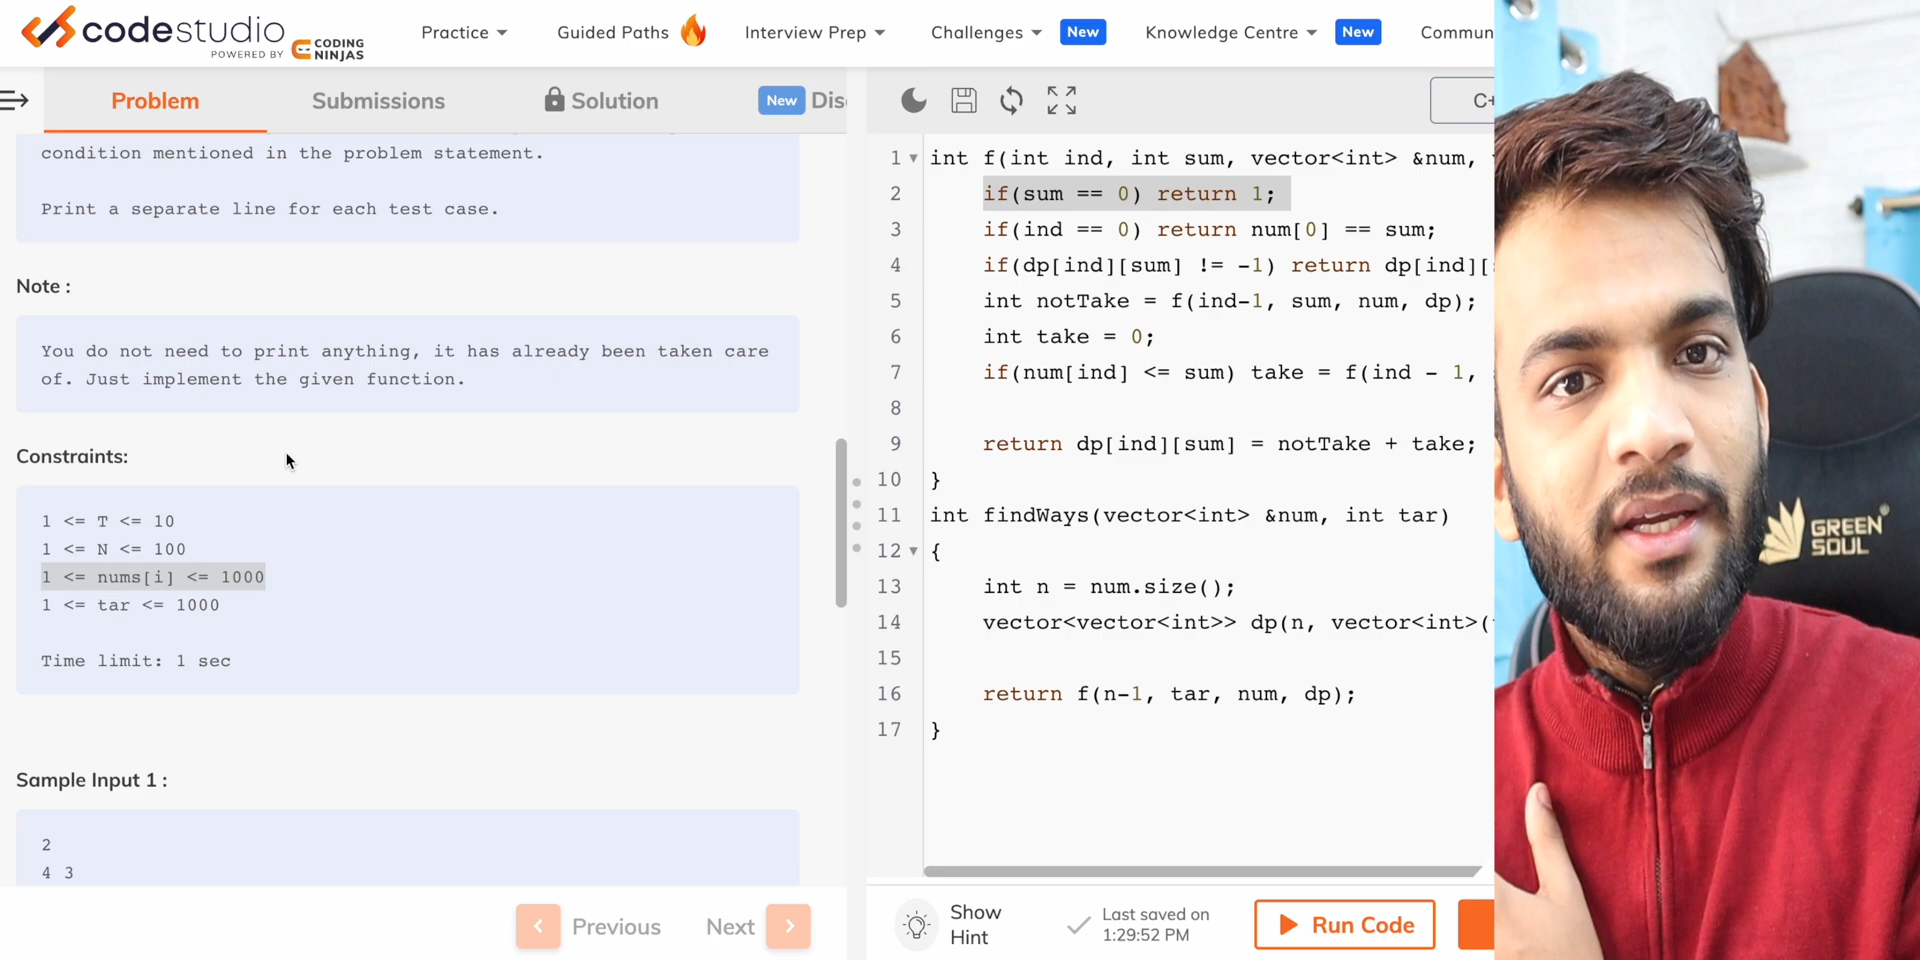 codestudio
POWERED BY CODING NINJAS
Practice
Guided Paths
Interview Prep
Challenges
New
Knowledge Centre
New
Commun
Problem
Submissions
Solution
New
Disc
C+
condition mentioned in the problem statement.
Print a separate line for each test case.
Note :
You do not need to print anything, it has already been taken care
of. Just implement the given function.
Constraints:
1 <= T <= 10
1 <= N <= 100
1 <= nums[i] <= 1000
1 <= tar <= 1000
Time limit: 1 sec
Sample Input 1 :
2
4 3
Previous
Next
1 int f(int ind, int sum, vector<int> &num,
2 if(sum == 0) return 1;
3 if(ind == 0) return num[0] == sum;
4 if(dp[ind][sum] != -1) return dp[ind][
5 int notTake = f(ind-1, sum, num, dp);
6 int take = 0;
7 if(num[ind] <= sum) take = f(ind - 1,
8
9 return dp[ind][sum] = notTake + take;
10 }
11 int findWays(vector<int> &num, int tar)
12 {
13 int n = num.size();
14 vector<vector<int>> dp(n, vector<int>(
15
16 return f(n-1, tar, num, dp);
17 }
Show
Hint
Last saved on
1:29:52 PM
Run Code
GREEN
SOUL